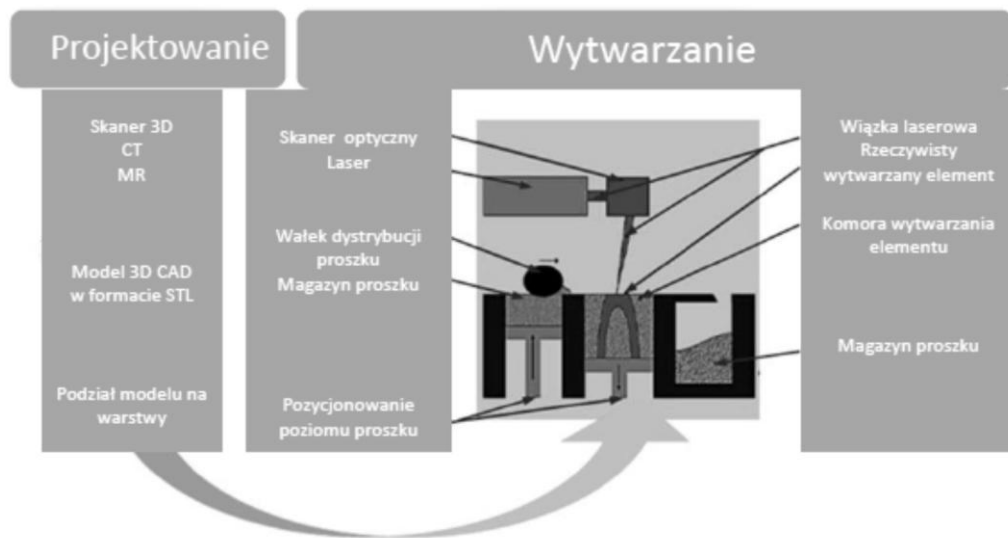 Projektowanie
Wytwarzanie
Skaner 3D
CT
MR
Model 3D CAD
w formacie STL
Podział modelu na
warstwy
Skaner optyczny
Laser
Wałek dystrybucji
proszku
Magazyn proszku
Pozycjonowanie
poziomu proszku
Wiązka laserowa
Rzeczywisty
wytwarzany element
Komora wytwarzania
elementu
Magazyn proszku